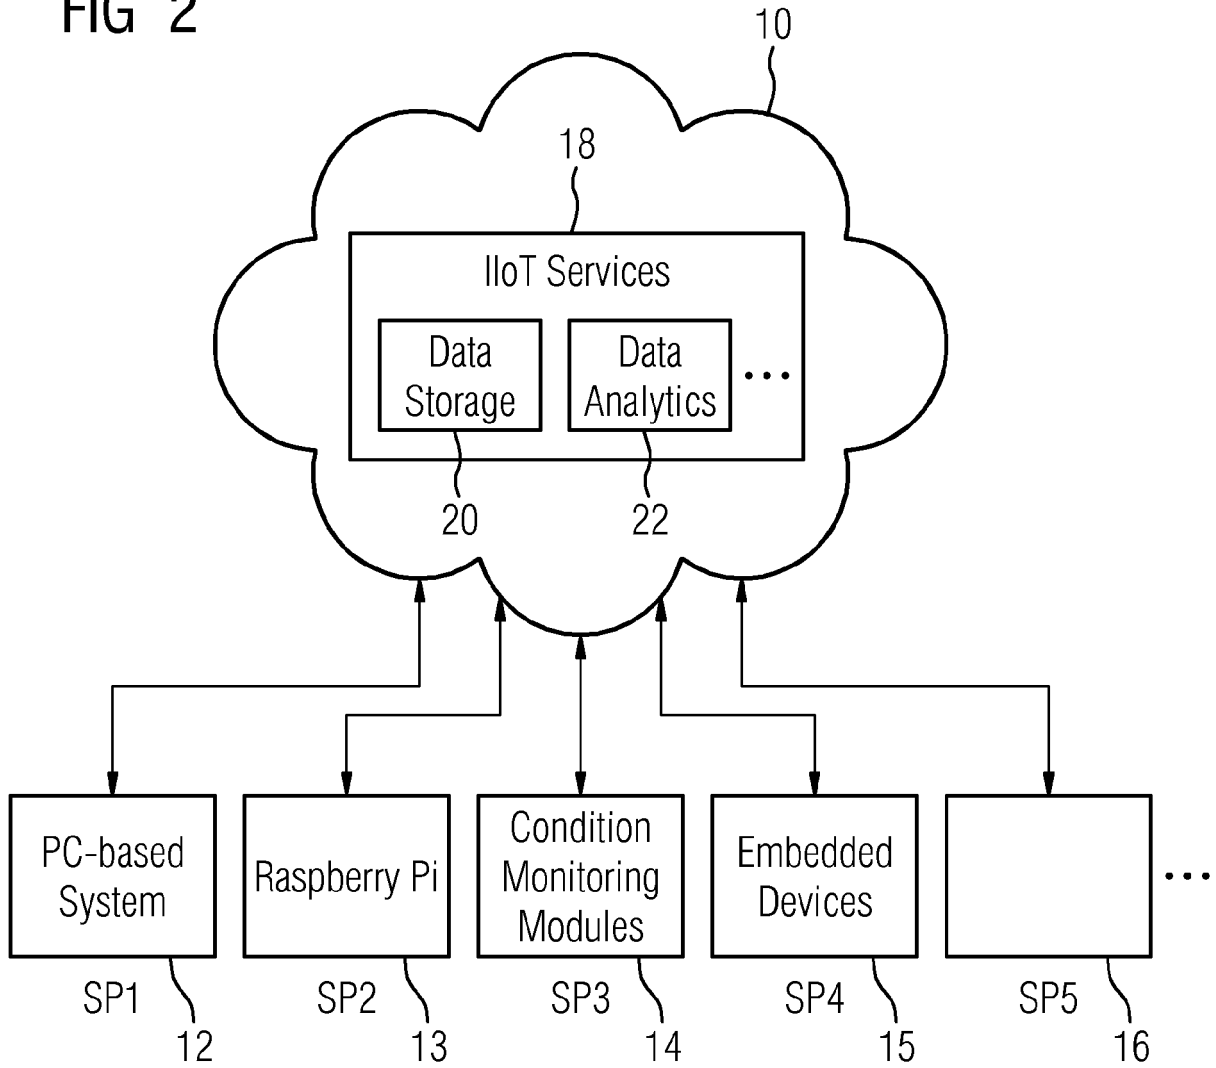 FIG 2
10
18
IIoT Services
Data
Storage
Data
Analytics
...
20
22
PC-based
System
Raspberry Pi
Condition
Monitoring
Modules
Embedded
Devices
...
SP1
SP2
SP3
SP4
SP5
12
13
14
15
16